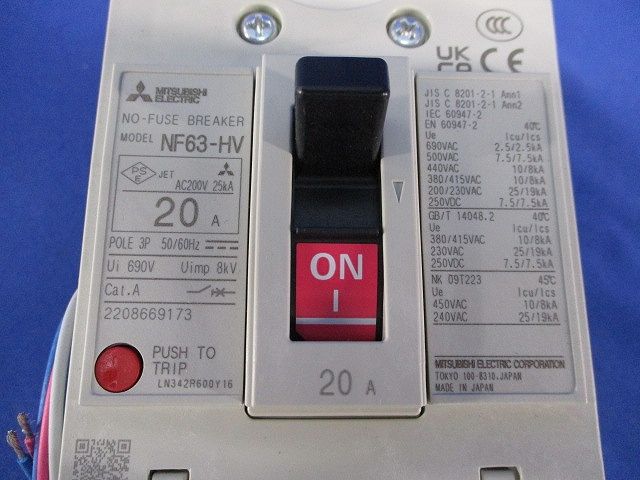 MITSUBISHI
ELECTRIC
NO-FUSE BREAKER
MODEL NF63-HV
PS
E
JET
AC200V 25kA
20 A
POLE 3P 50/60Hz
Ui 690V Uimp 8kV
Cat.A
2208669173
PUSH TO
TRIP
LN342R600Y16
ON
I
20 A
CCC
UK
CA
CE
JIS C 8201-2-1 Ann1
JIS C 8201-2-1 Ann2
IEC 60947-2
EN 60947-2 40℃
Ue Icu/Ics
690VAC 2.5/2.5kA
500VAC 7.5/7.5kA
440VAC 10/8kA
380/415VAC 10/8kA
200/230VAC 25/19kA
250VDC 7.5/7.5kA
GB/T 14048.2 40℃
Ue Icu/Ics
380/415VAC 10/8kA
230VAC 25/19kA
250VDC 7.5/7.5kA
NK 09T223 45℃
Ue Icu/Ics
450VAC 10/8kA
240VAC 25/19kA
MITSUBISHI ELECTRIC CORPORATION
TOKYO 100-8310,JAPAN
MADE IN JAPAN